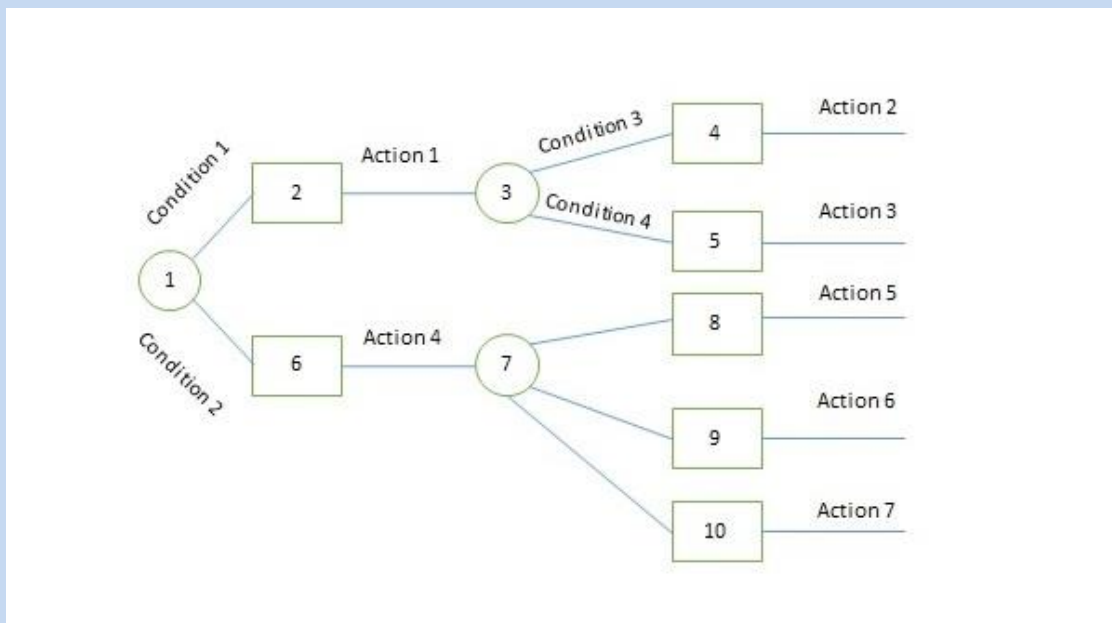 Condition 1
Condition 2
1
2
Action 1
3
Condition 3
4
Action 2
Condition 4
5
Action 3
6
Action 4
7
8
Action 5
9
Action 6
10
Action 7